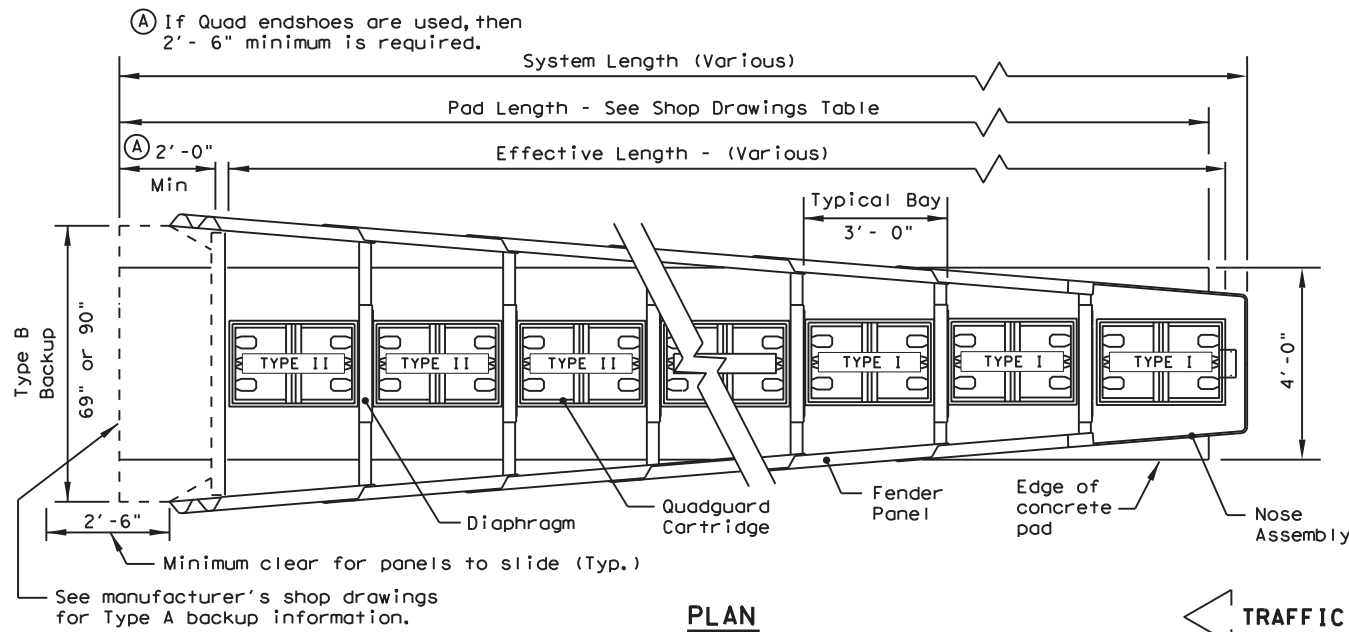 Ⓐ If Quad endshoes are used, then
2'- 6" minimum is required.
System Length (Various)
Pad Length - See Shop Drawings Table
Ⓐ 2'-0"
Min
Effective Length - (Various)
Typical Bay
3'- 0"
Type B
Backup
69" or 90"
TYPE II
TYPE II
TYPE II
TYPE I
TYPE I
TYPE I
4'-0"
2'-6"
Diaphragm
Quadguard
Cartridge
Fender
Panel
Edge of
concrete
pad
Nose
Assembly
Minimum clear for panels to slide (Typ.)
See manufacturer's shop drawings
for Type A backup information.
PLAN
TRAFFIC